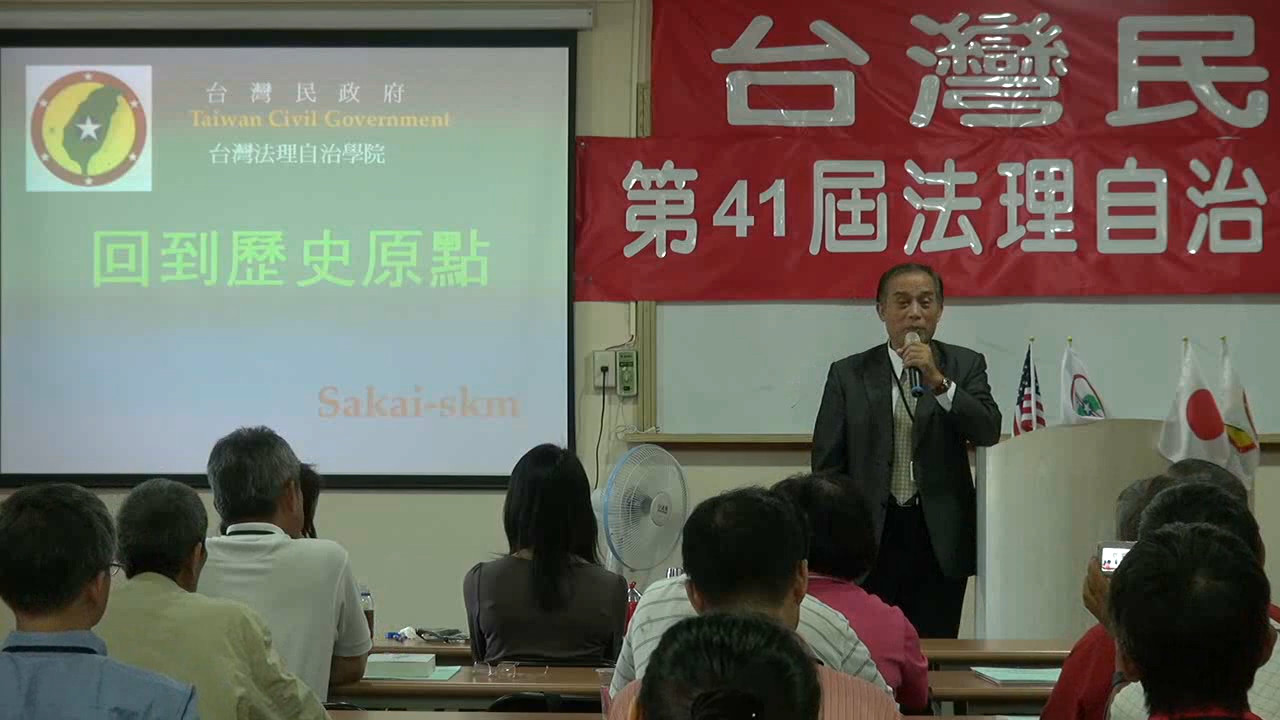 台灣民政府
Taiwan Civil Government
台灣法理自治學院
回到歷史原點
Sakai-skm
台灣民
第41屆法理自治